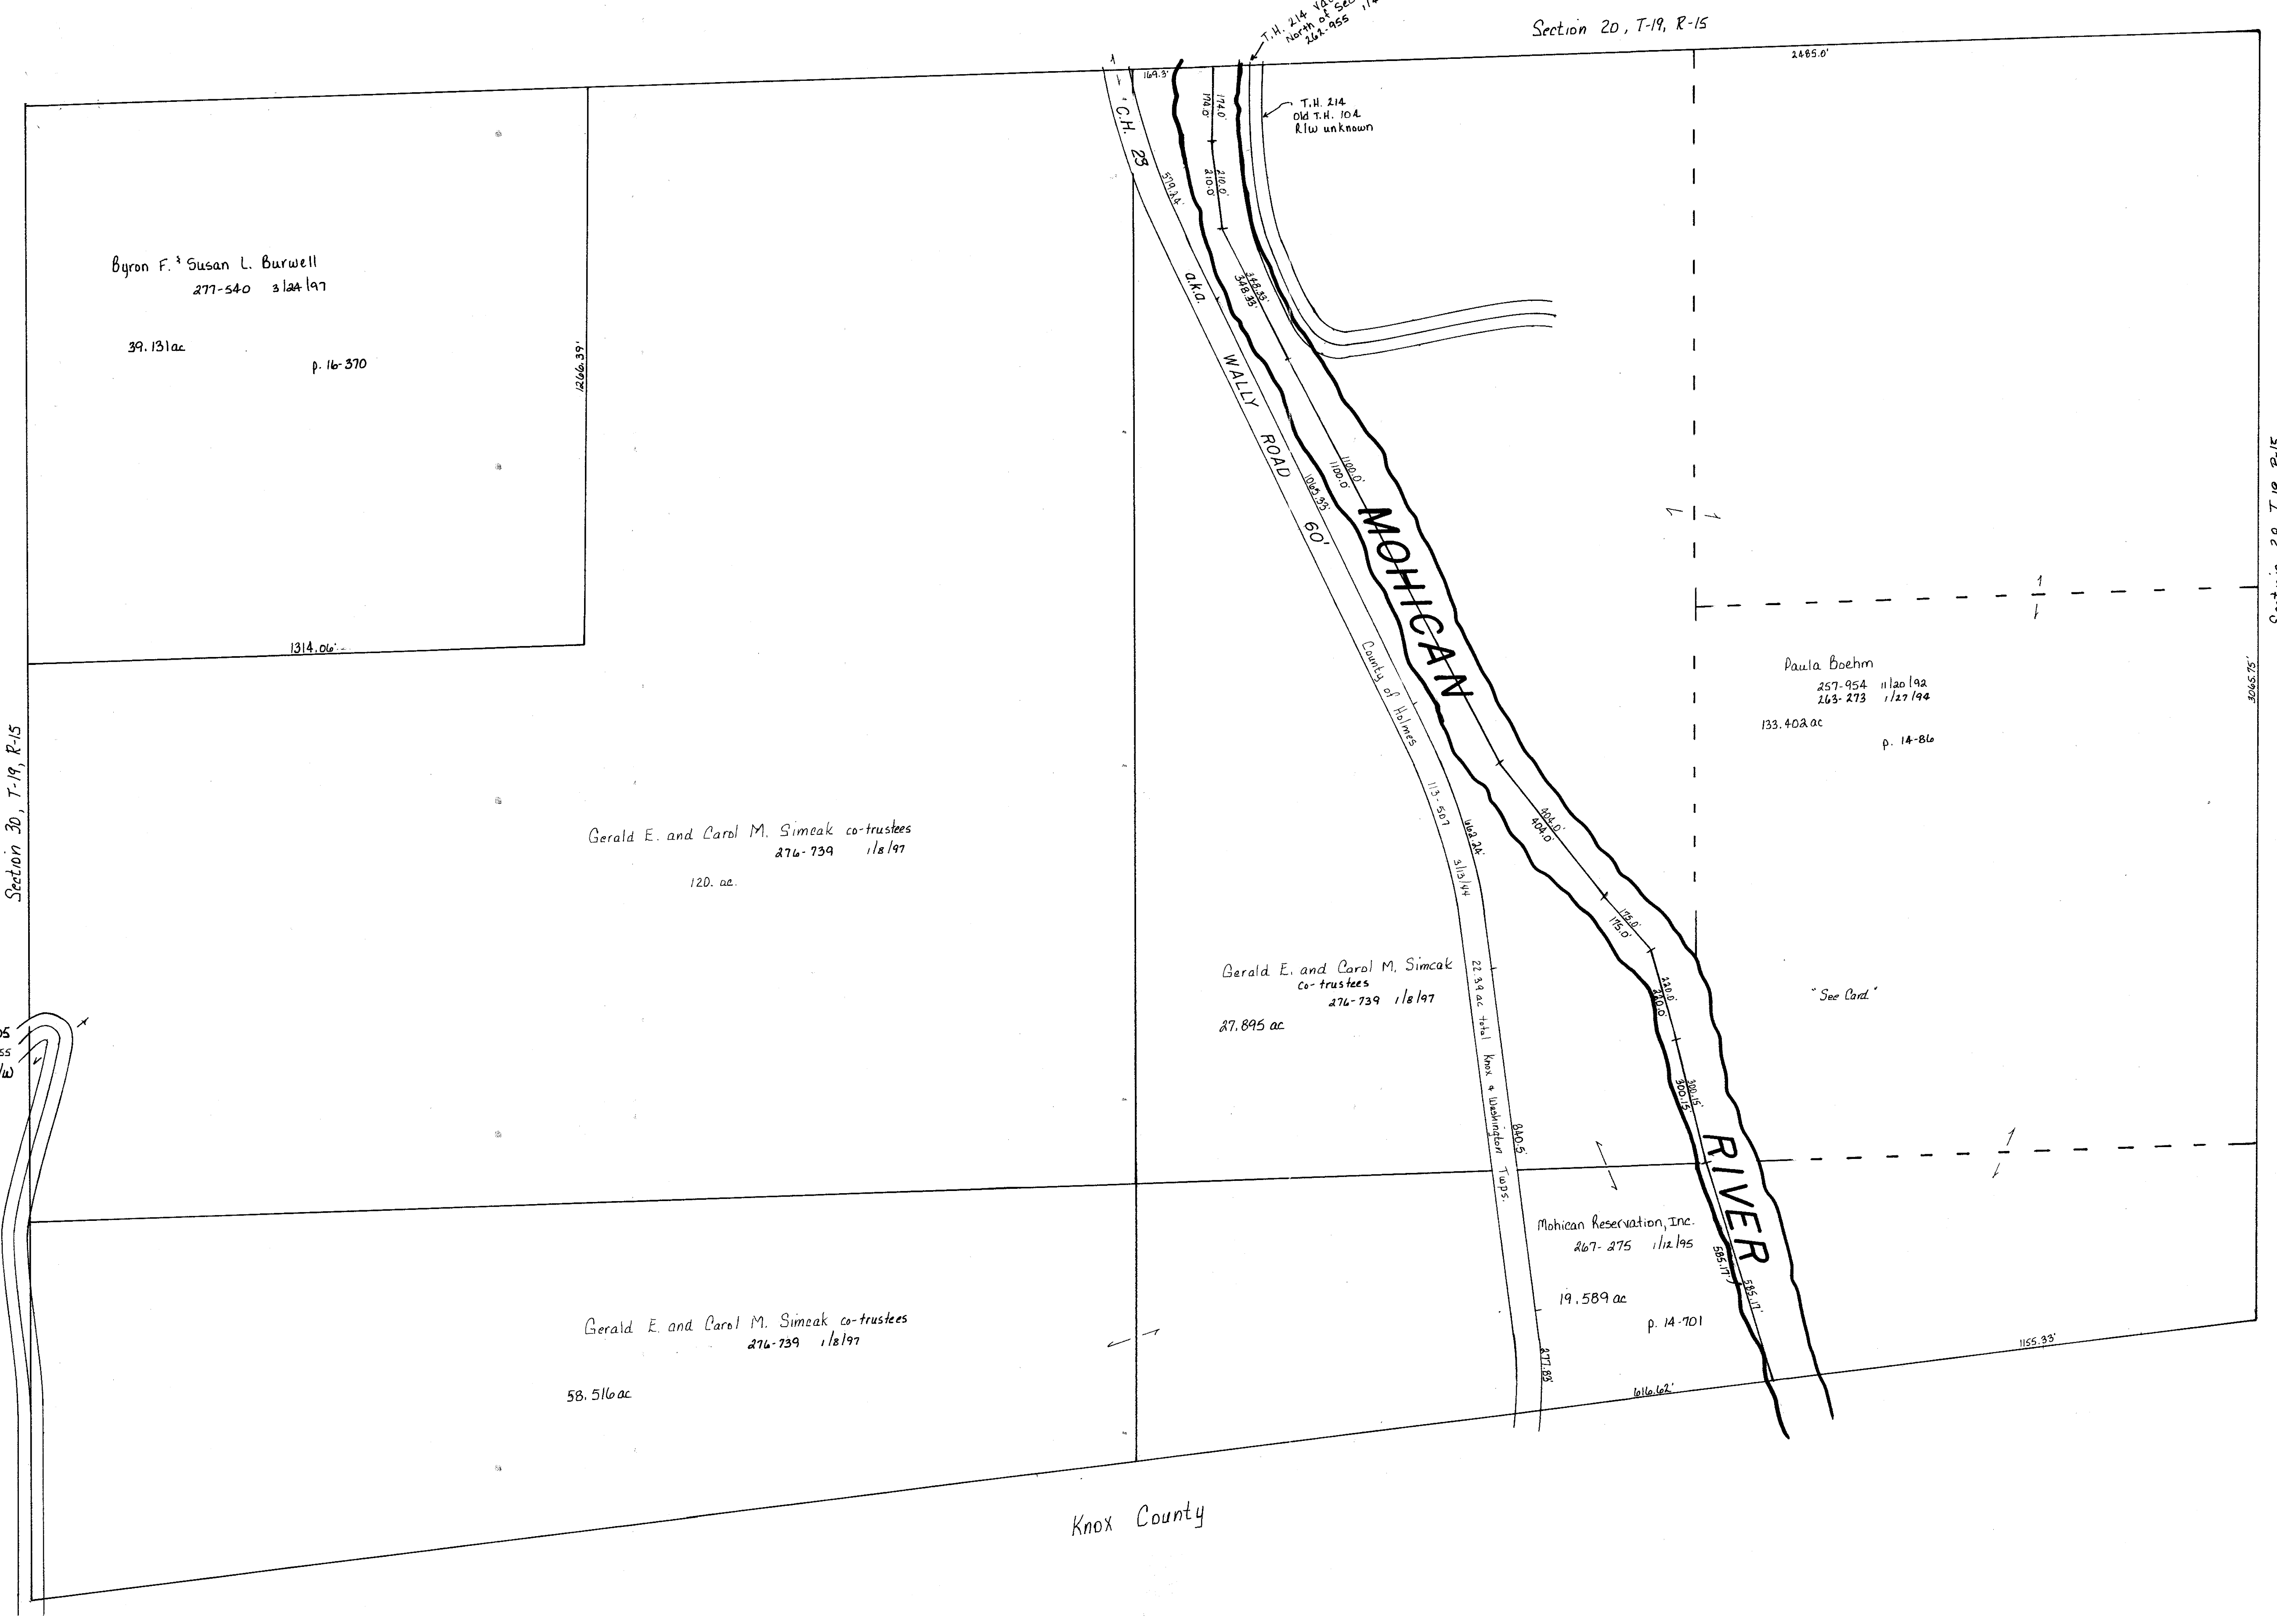 T.H. 214
North of
262-955
Section 20, T-19, R-15
2485.0'
169.3'
C.H. 23
174.0'
174.0'
T.H. 214
Old T.H. 102
R/W unknown
210.0'
210.0'
579.24'
Byron F. & Susan L. Burwell
277-540 3/24/97
39.131 ac
p. 16-370
1266.39'
1314.06'
a.k.a. WALLY ROAD 60'
348.33'
348.33'
1100.0'
1100.0'
1065.33'
MOHICAN RIVER
County of Holmes 113-507 3/13/44 22.39 ac total Knox & Washington Twps.
Paula Boehm
257-954 11/20/92
263-273 1/27/94
133.402 ac
p. 14-86
3065.75'
Section 30, T-19, R-15
Gerald E. and Carol M. Simcak co-trustees
276-739 1/8/97
120. ac.
404.0'
404.0'
662.24'
175.0'
175.0'
Gerald E. and Carol M. Simcak
co-trustees
276-739 1/8/97
27.895 ac
"See Card"
220.0'
220.0'
300.15'
300.15'
840.5'
Mohican Reservation, Inc.
267-275 1/12/95
19.589 ac
p. 14-701
585.17'
585.17'
Gerald E. and Carol M. Simcak co-trustees
276-739 1/8/97
58.516 ac
277.83'
616.62'
1155.33'
Knox County